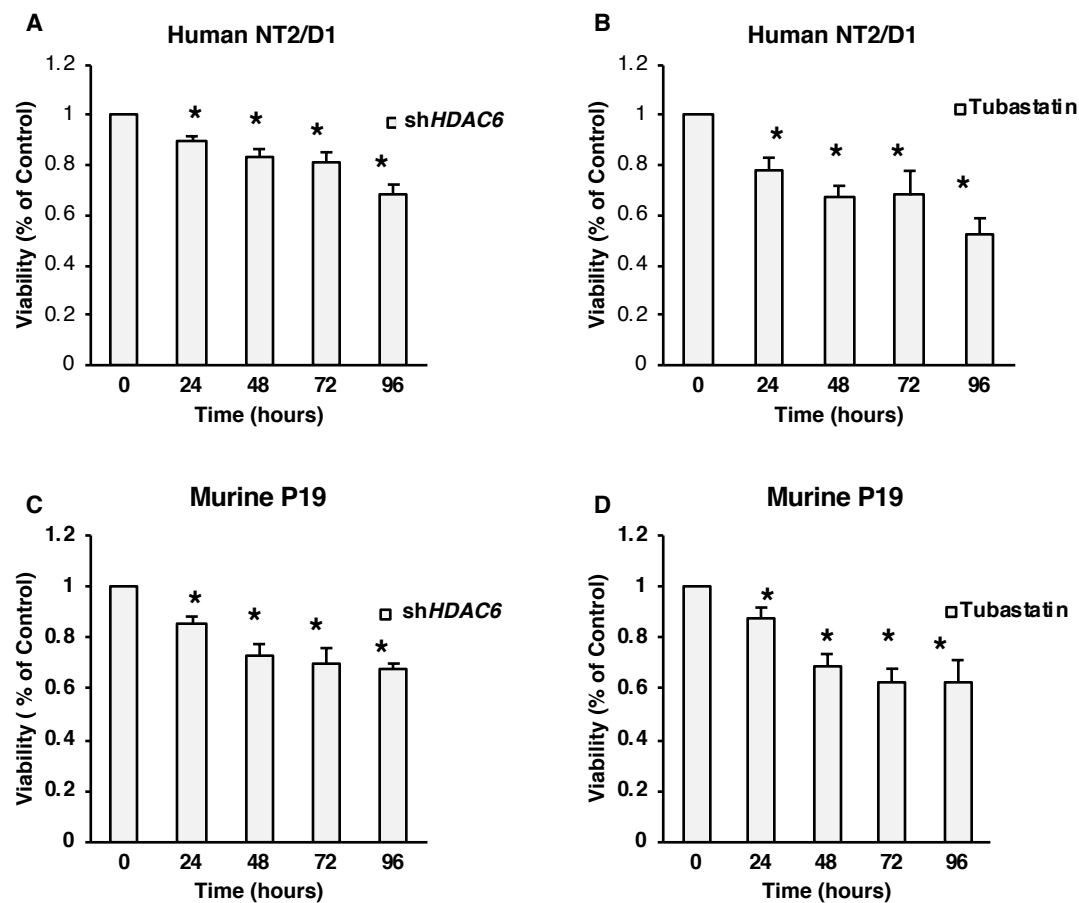 A
Human NT2/D1
Viability (% of Control)
1.2
1
0.8
0.6
0.4
0.2
0
* * * *
shHDAC6
0 24 48 72 96
Time (hours)
B
Human NT2/D1
Viability (% of Control)
1.2
1
0.8
0.6
0.4
0.2
0
* * * *
Tubastatin
0 24 48 72 96
Time (hours)
C
Murine P19
Viability ( % of Control)
1.2
1
0.8
0.6
0.4
0.2
0
* * * *
shHDAC6
0 24 48 72 96
Time (hours)
D
Murine P19
Viability (% of Control)
1.2
1
0.8
0.6
0.4
0.2
0
* * * *
Tubastatin
0 24 48 72 96
Time (hours)